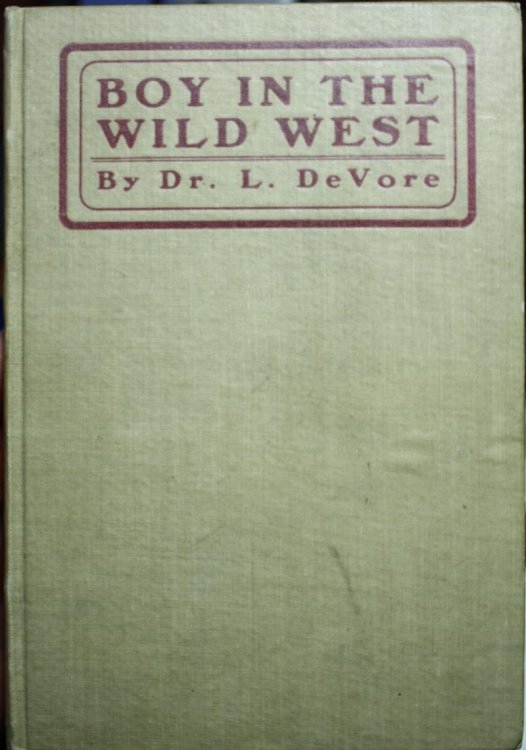 BOY IN THE
WILD WEST
By Dr. L. DeVore